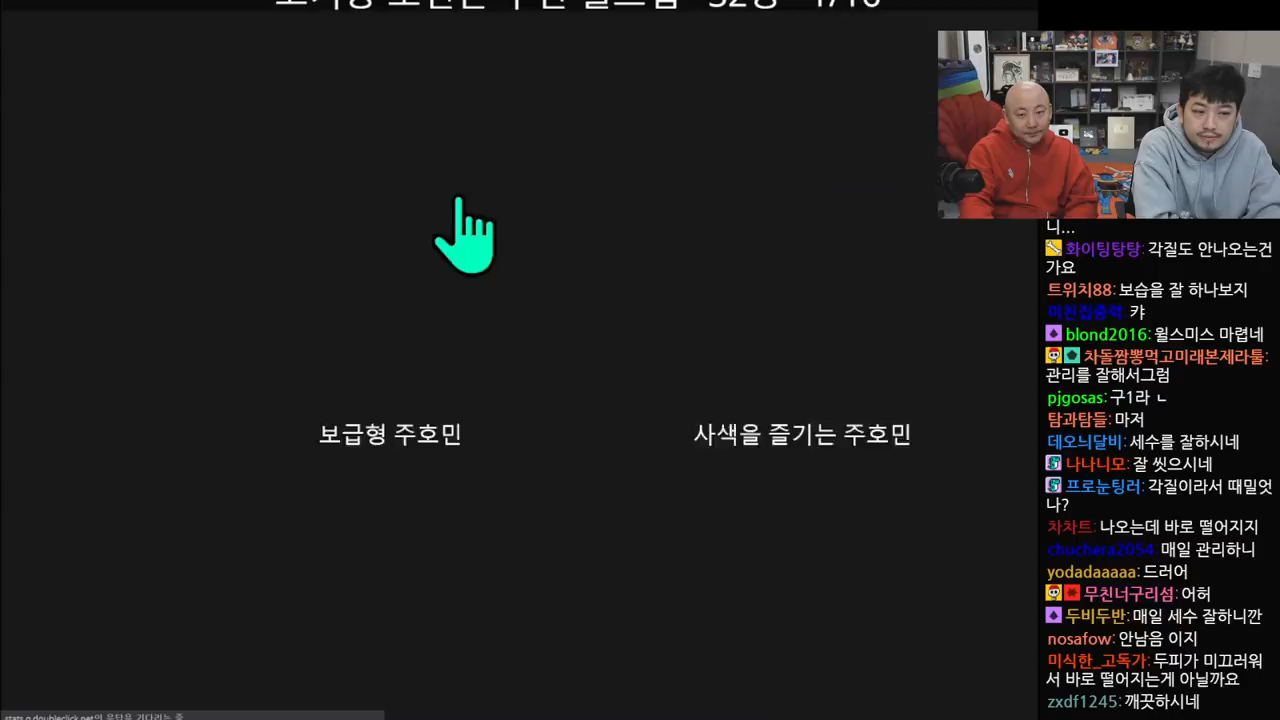 보급형 주호민
사색을 즐기는 주호민
니...
화이팅탕탕: 각질도 안나오는건
가요
트위치88: 보습을 잘 하나보지
미친집중력 캬
blond2016: 윌스미스 마렵네
차돌짬뽕먹고미래본제라툴:
관리를 잘해서그럼
pjgosas: 구1라 ㄴ
탐과탐들: 마저
데오늬달비: 세수를 잘하시네
나나니모: 잘 씻으시네
프로눈팅러: 각질이라서 때밀엇
나?
차차트: 나오는데 바로 떨어지지
chuchera2054 매일 관리하니
yodadaaaaa: 드러어
무친너구리섬: 어허
두비두반: 매일 세수 잘하니깐
nosafow: 안남음 이지
미식한_고독가: 두피가 미끄러워
서 바로 떨어지는게 아닐까요
zxdf1245: 깨끗하시네